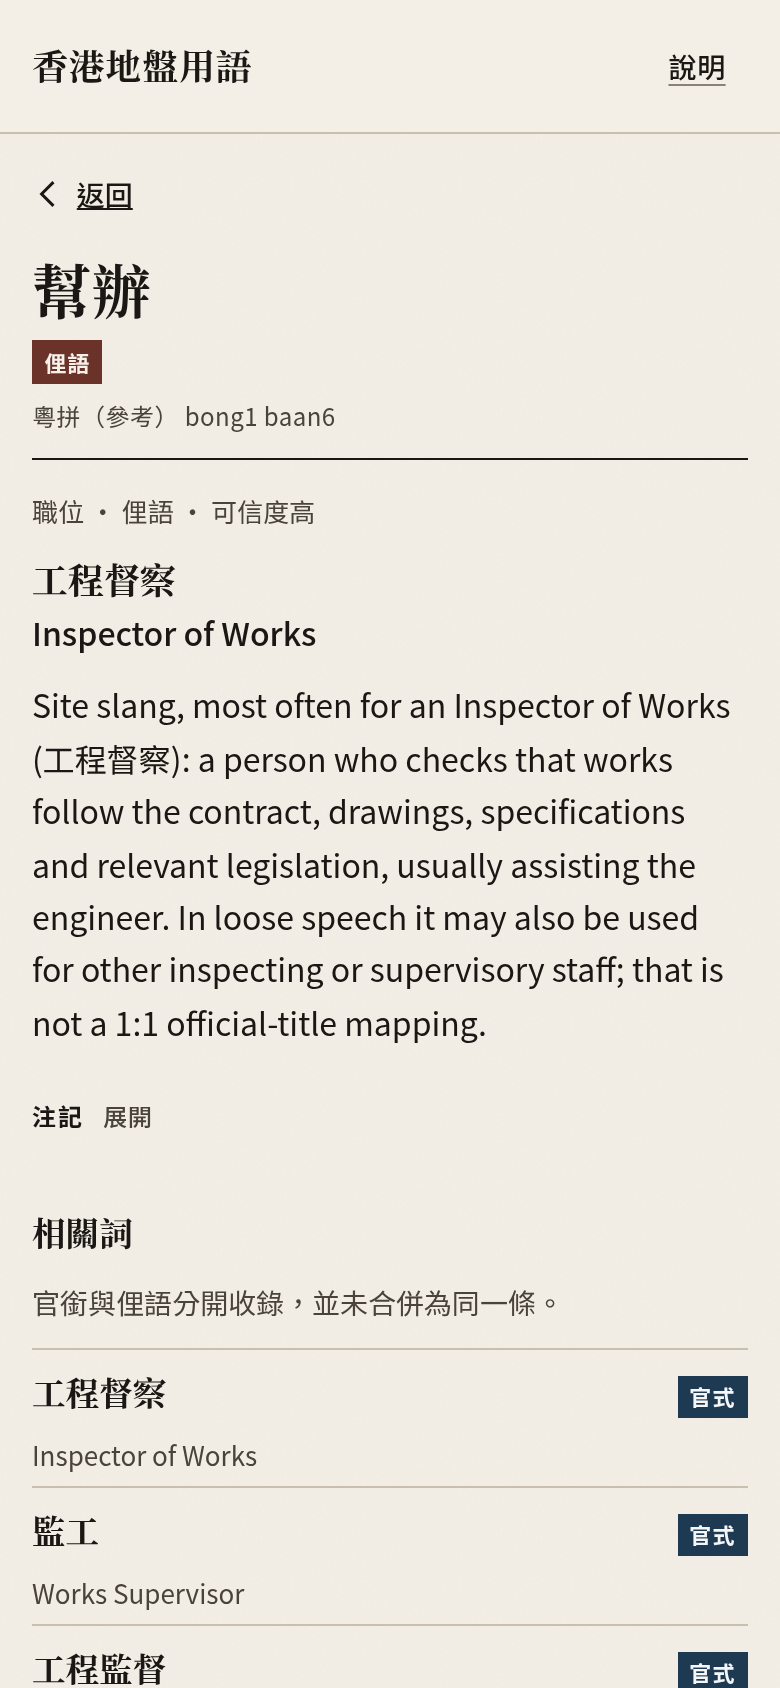 香港地盤用語
說明
返回
幫辦
俚語
粵拼（參考） bong1 baan6
職位 · 俚語 · 可信度高
工程督察
Inspector of Works
Site slang, most often for an Inspector of Works
(工程督察): a person who checks that works
follow the contract, drawings, specifications
and relevant legislation, usually assisting the
engineer. In loose speech it may also be used
for other inspecting or supervisory staff; that is
not a 1:1 official-title mapping.
注記 展開
相關詞
官銜與俚語分開收錄，並未合併為同一條。
工程督察
官式
Inspector of Works
監工
官式
Works Supervisor
工程監督
官式